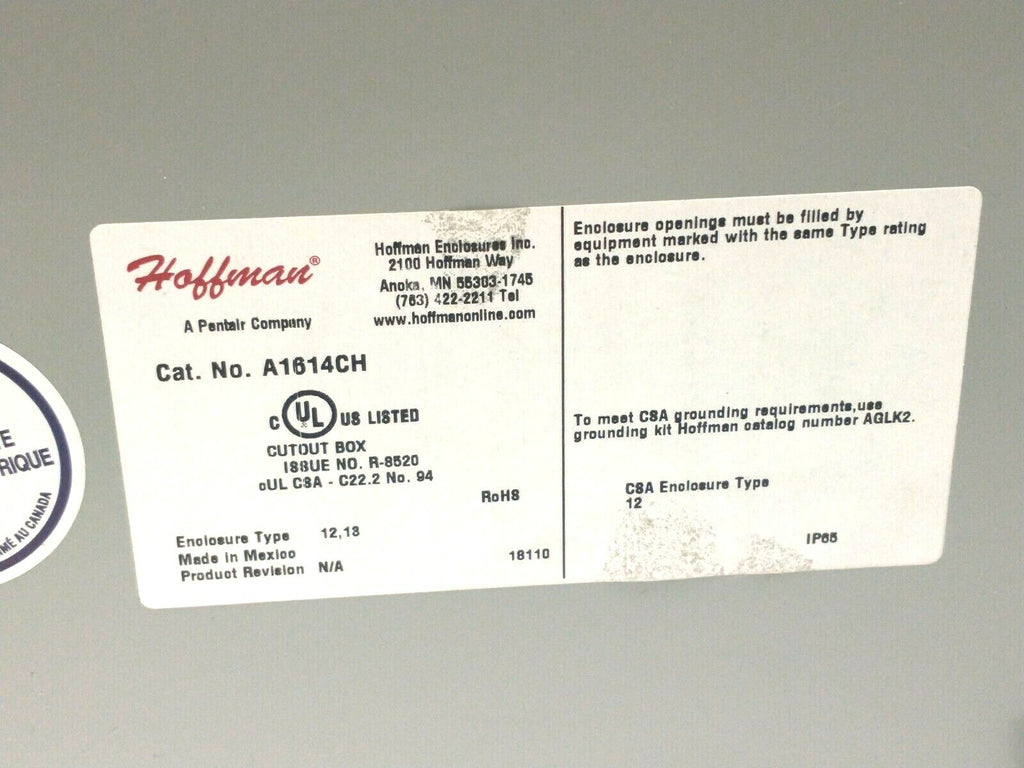 Hoffman®
A Pentair Company
Hoffman Enclosures Inc.
2100 Hoffman Way
Anoka, MN 55303-1745
(763) 422-2211 Tel
www.hoffmanonline.com
Cat. No. A1614CH
C UL US LISTED
CUTOUT BOX
ISSUE NO. R-8520
cUL CSA - C22.2 No. 94
RoHS
Enclosure Type 12,13
Made in Mexico
Product Revision N/A
18110
Enclosure openings must be filled by
equipment marked with the same Type rating
as the enclosure.
To meet CSA grounding requirements,use
grounding kit Hoffman catalog number AGLK2.
CSA Enclosure Type
12
IP65
AU CANADA